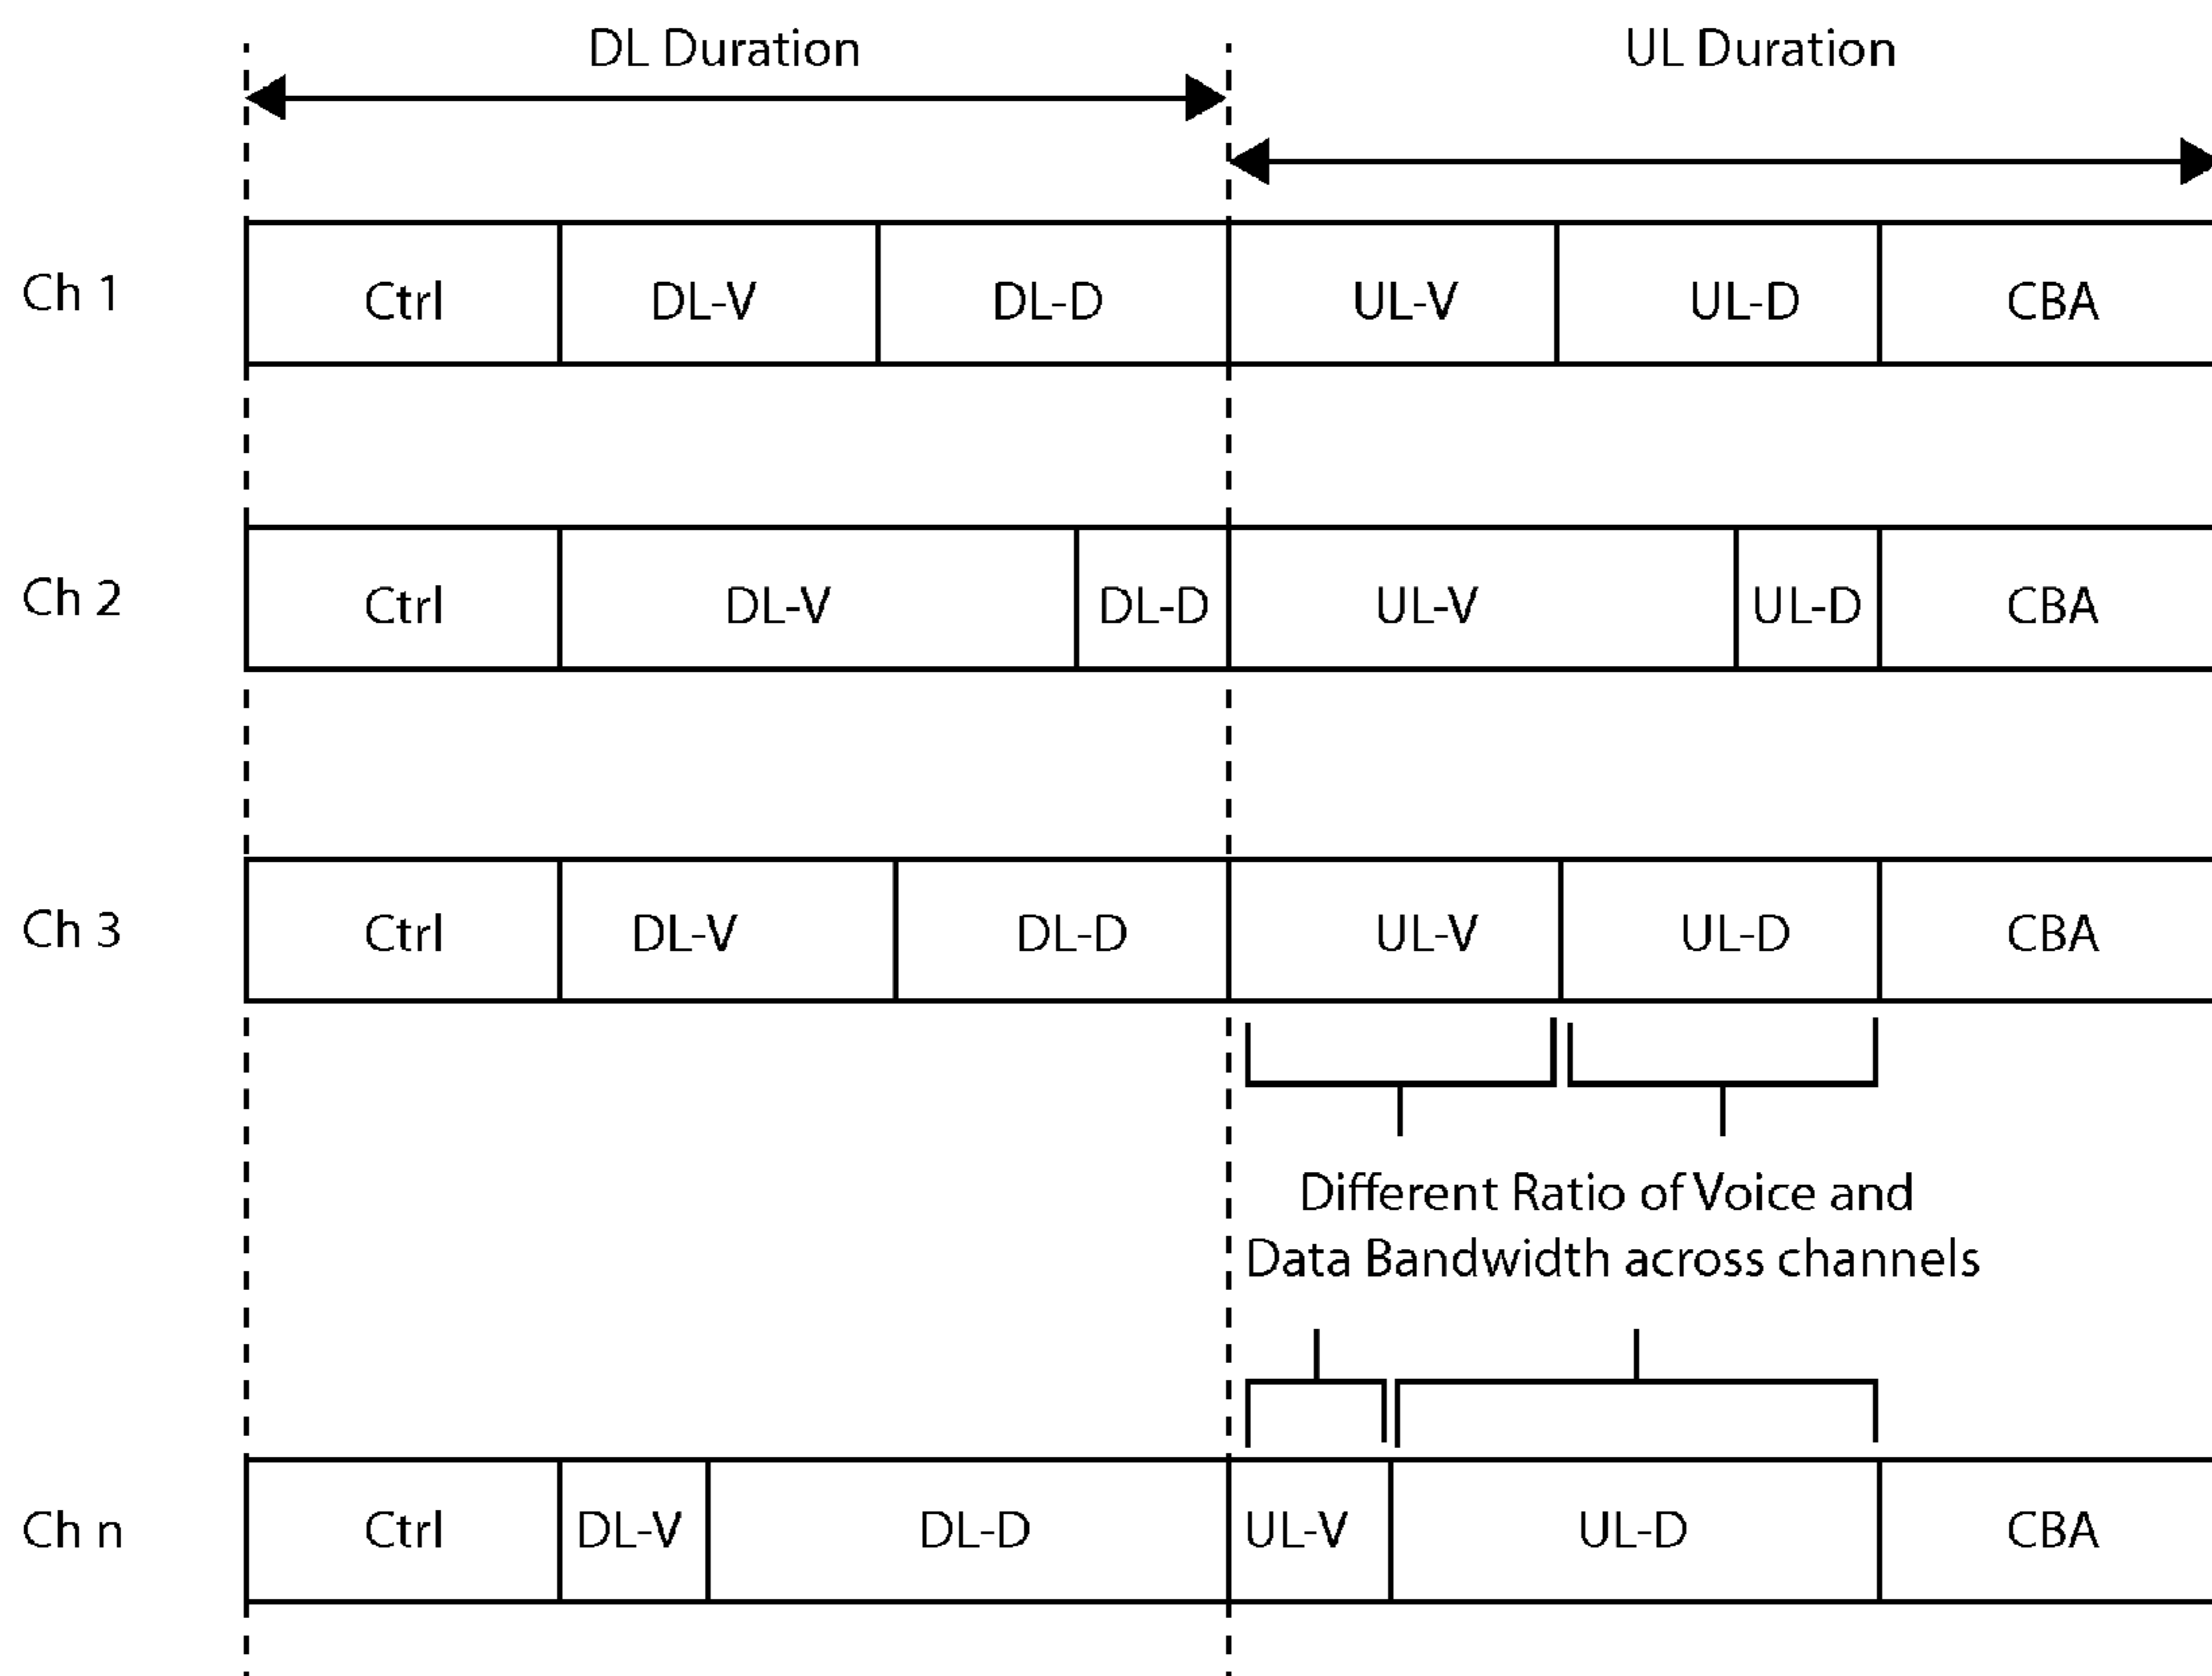 DL Duration
UL Duration
Ch 1 Ctrl DL-V DL-D UL-V UL-D CBA
Ch 2 Ctrl DL-V DL-D UL-V UL-D CBA
Ch 3 Ctrl DL-V DL-D UL-V UL-D CBA
Different Ratio of Voice and
Data Bandwidth across channels
Ch n Ctrl DL-V DL-D UL-V UL-D CBA